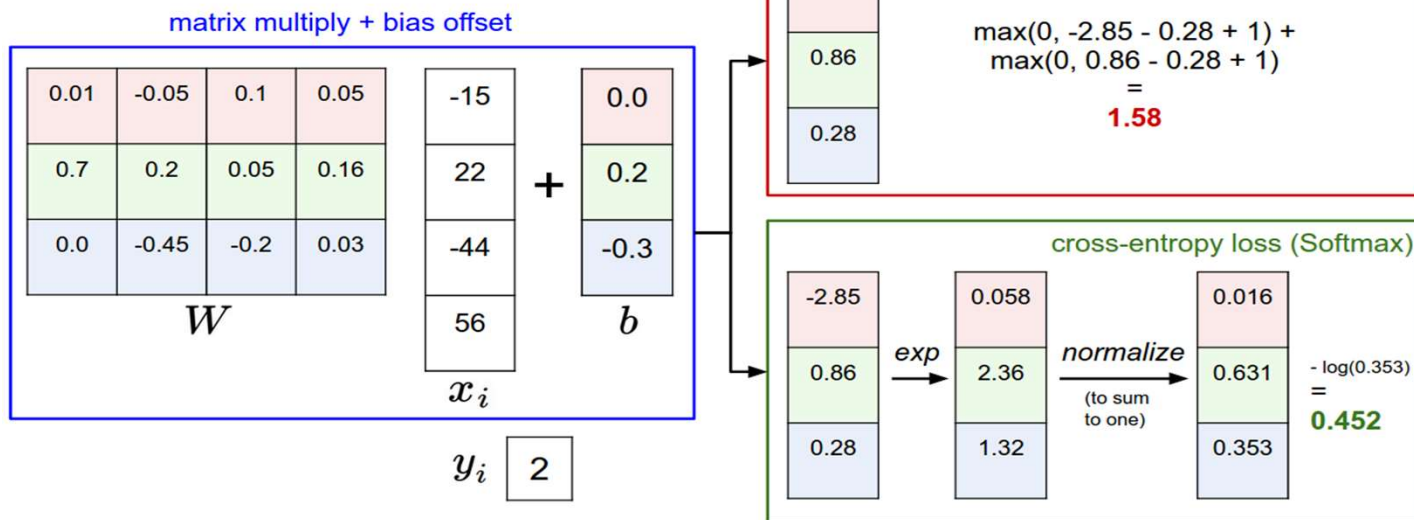 matrix multiply + bias offset
0.01 -0.05 0.1 0.05
0.7 0.2 0.05 0.16
0.0 -0.45 -0.2 0.03
W
-15
22
-44
56
x_i
+
0.0
0.2
-0.3
b
y_i 2
0.86
0.28
max(0, -2.85 - 0.28 + 1) +
max(0, 0.86 - 0.28 + 1)
=
1.58
cross-entropy loss (Softmax)
-2.85
0.86
0.28
exp
0.058
2.36
1.32
normalize
(to sum
to one)
0.016
0.631
0.353
- log(0.353)
=
0.452